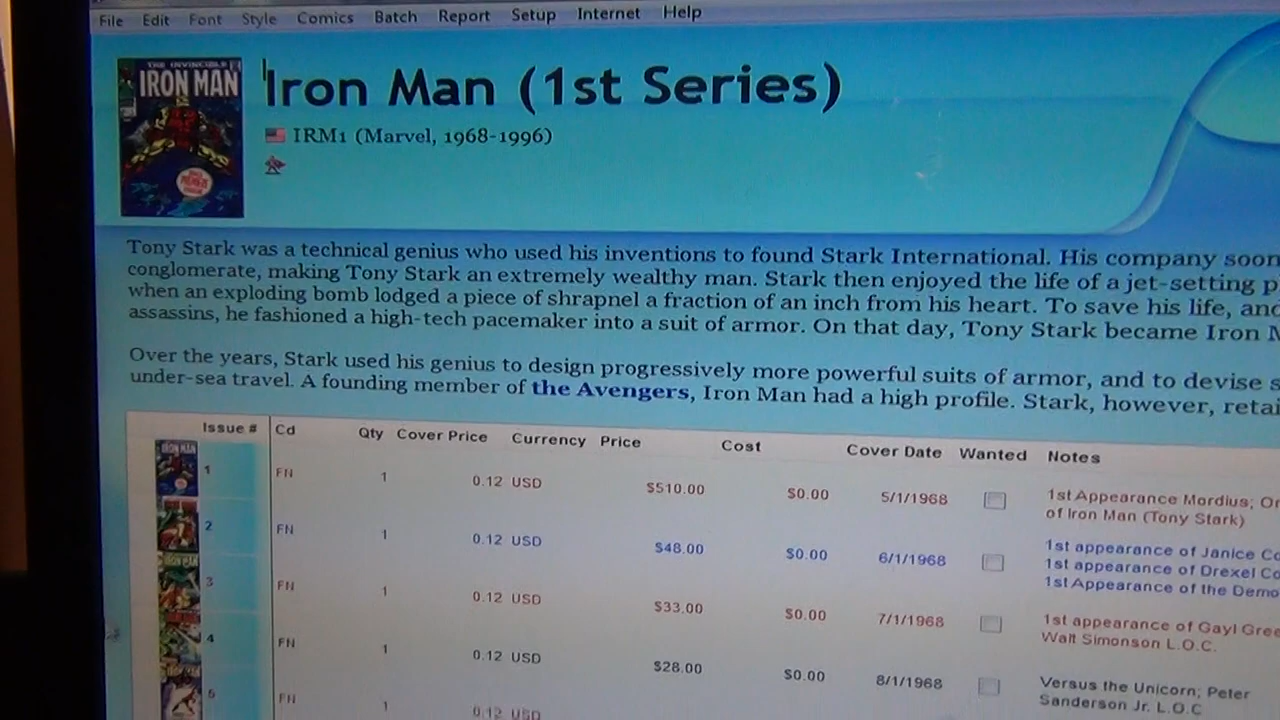 File Edit Font Style Comics Batch Report Setup Internet Help
THE INVINCIBLE
IRON MAN
Iron Man (1st Series)
IRM1 (Marvel, 1968-1996)
Tony Stark was a technical genius who used his inventions to found Stark International. His company soon
conglomerate, making Tony Stark an extremely wealthy man. Stark then enjoyed the life of a jet-setting p
when an exploding bomb lodged a piece of shrapnel a fraction of an inch from his heart. To save his life, and
assassins, he fashioned a high-tech pacemaker into a suit of armor. On that day, Tony Stark became Iron M
Over the years, Stark used his genius to design progressively more powerful suits of armor, and to devise s
under-sea travel. A founding member of the Avengers, Iron Man had a high profile. Stark, however, retai
Issue # Cd Qty Cover Price Currency Price Cost Cover Date Wanted Notes
1 FN 1 0.12 USD $510.00 $0.00 5/1/1968 1st Appearance Mordius; Or
of Iron Man (Tony Stark)
2 FN 1 0.12 USD $48.00 $0.00 6/1/1968 1st appearance of Janice Co
1st appearance of Drexel Co
1st Appearance of the Demo
3 FN 1 0.12 USD $33.00 $0.00 7/1/1968 1st appearance of Gayl Gree
Walt Simonson L.O.C.
4 FN 1 0.12 USD $28.00 $0.00 8/1/1968 Versus the Unicorn; Peter
Sanderson Jr. L.O.C
5 FN 1 0.12 USD